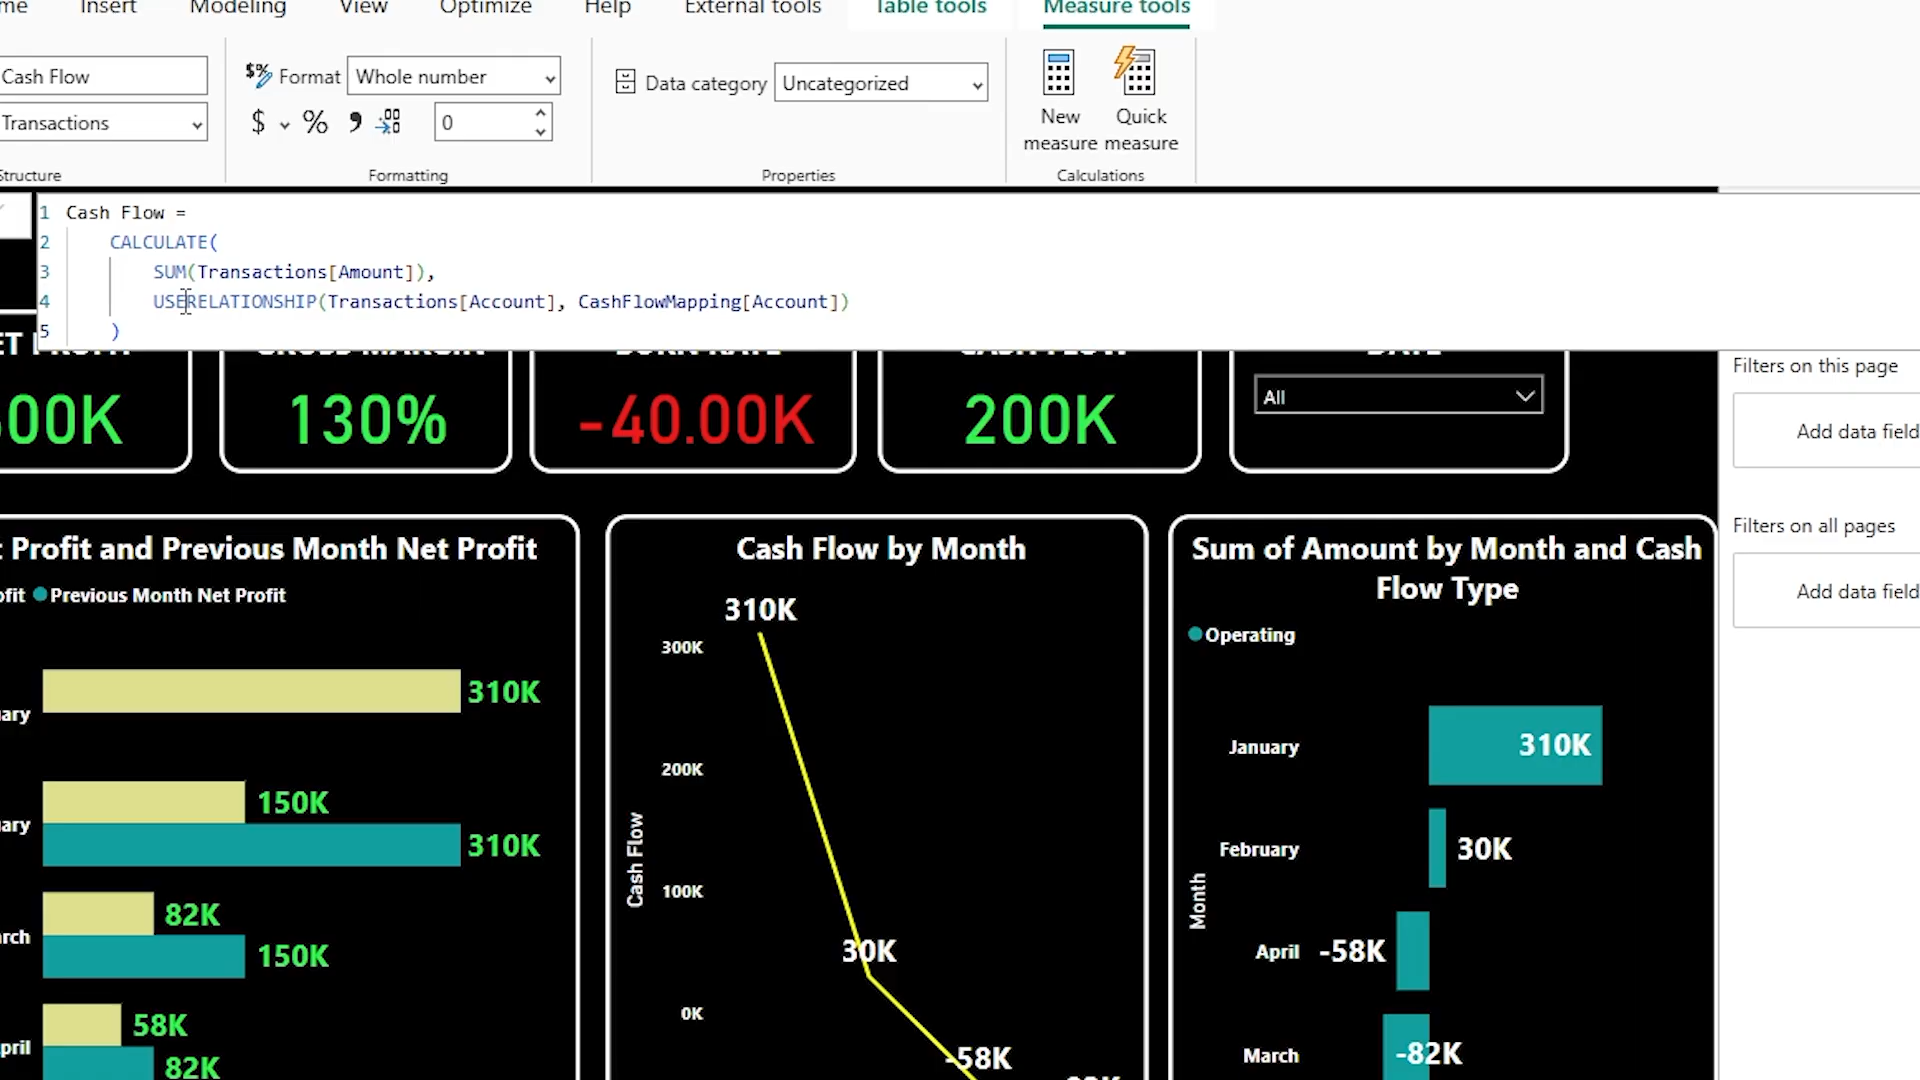 Insert Modeling View Optimize Help External tools Table tools Measure tools
Cash Flow
Transactions
Structure
Format Whole number
$ % 0
Formatting
Data category Uncategorized
Properties
New measure
Quick measure
Calculations
1 Cash Flow =
2 CALCULATE(
3 SUM(Transactions[Amount]),
4 USERELATIONSHIP(Transactions[Account], CashFlowMapping[Account])
5 )
130%
-40.00K
200K
All
Filters on this page
Add data field
Filters on all pages
Add data field
Profit and Previous Month Net Profit
Previous Month Net Profit
310K
150K
310K
82K
150K
58K
82K
Cash Flow by Month
310K
300K
200K
Cash Flow
100K
30K
0K
-58K
Sum of Amount by Month and Cash
Flow Type
Operating
January 310K
February 30K
Month
April -58K
March -82K